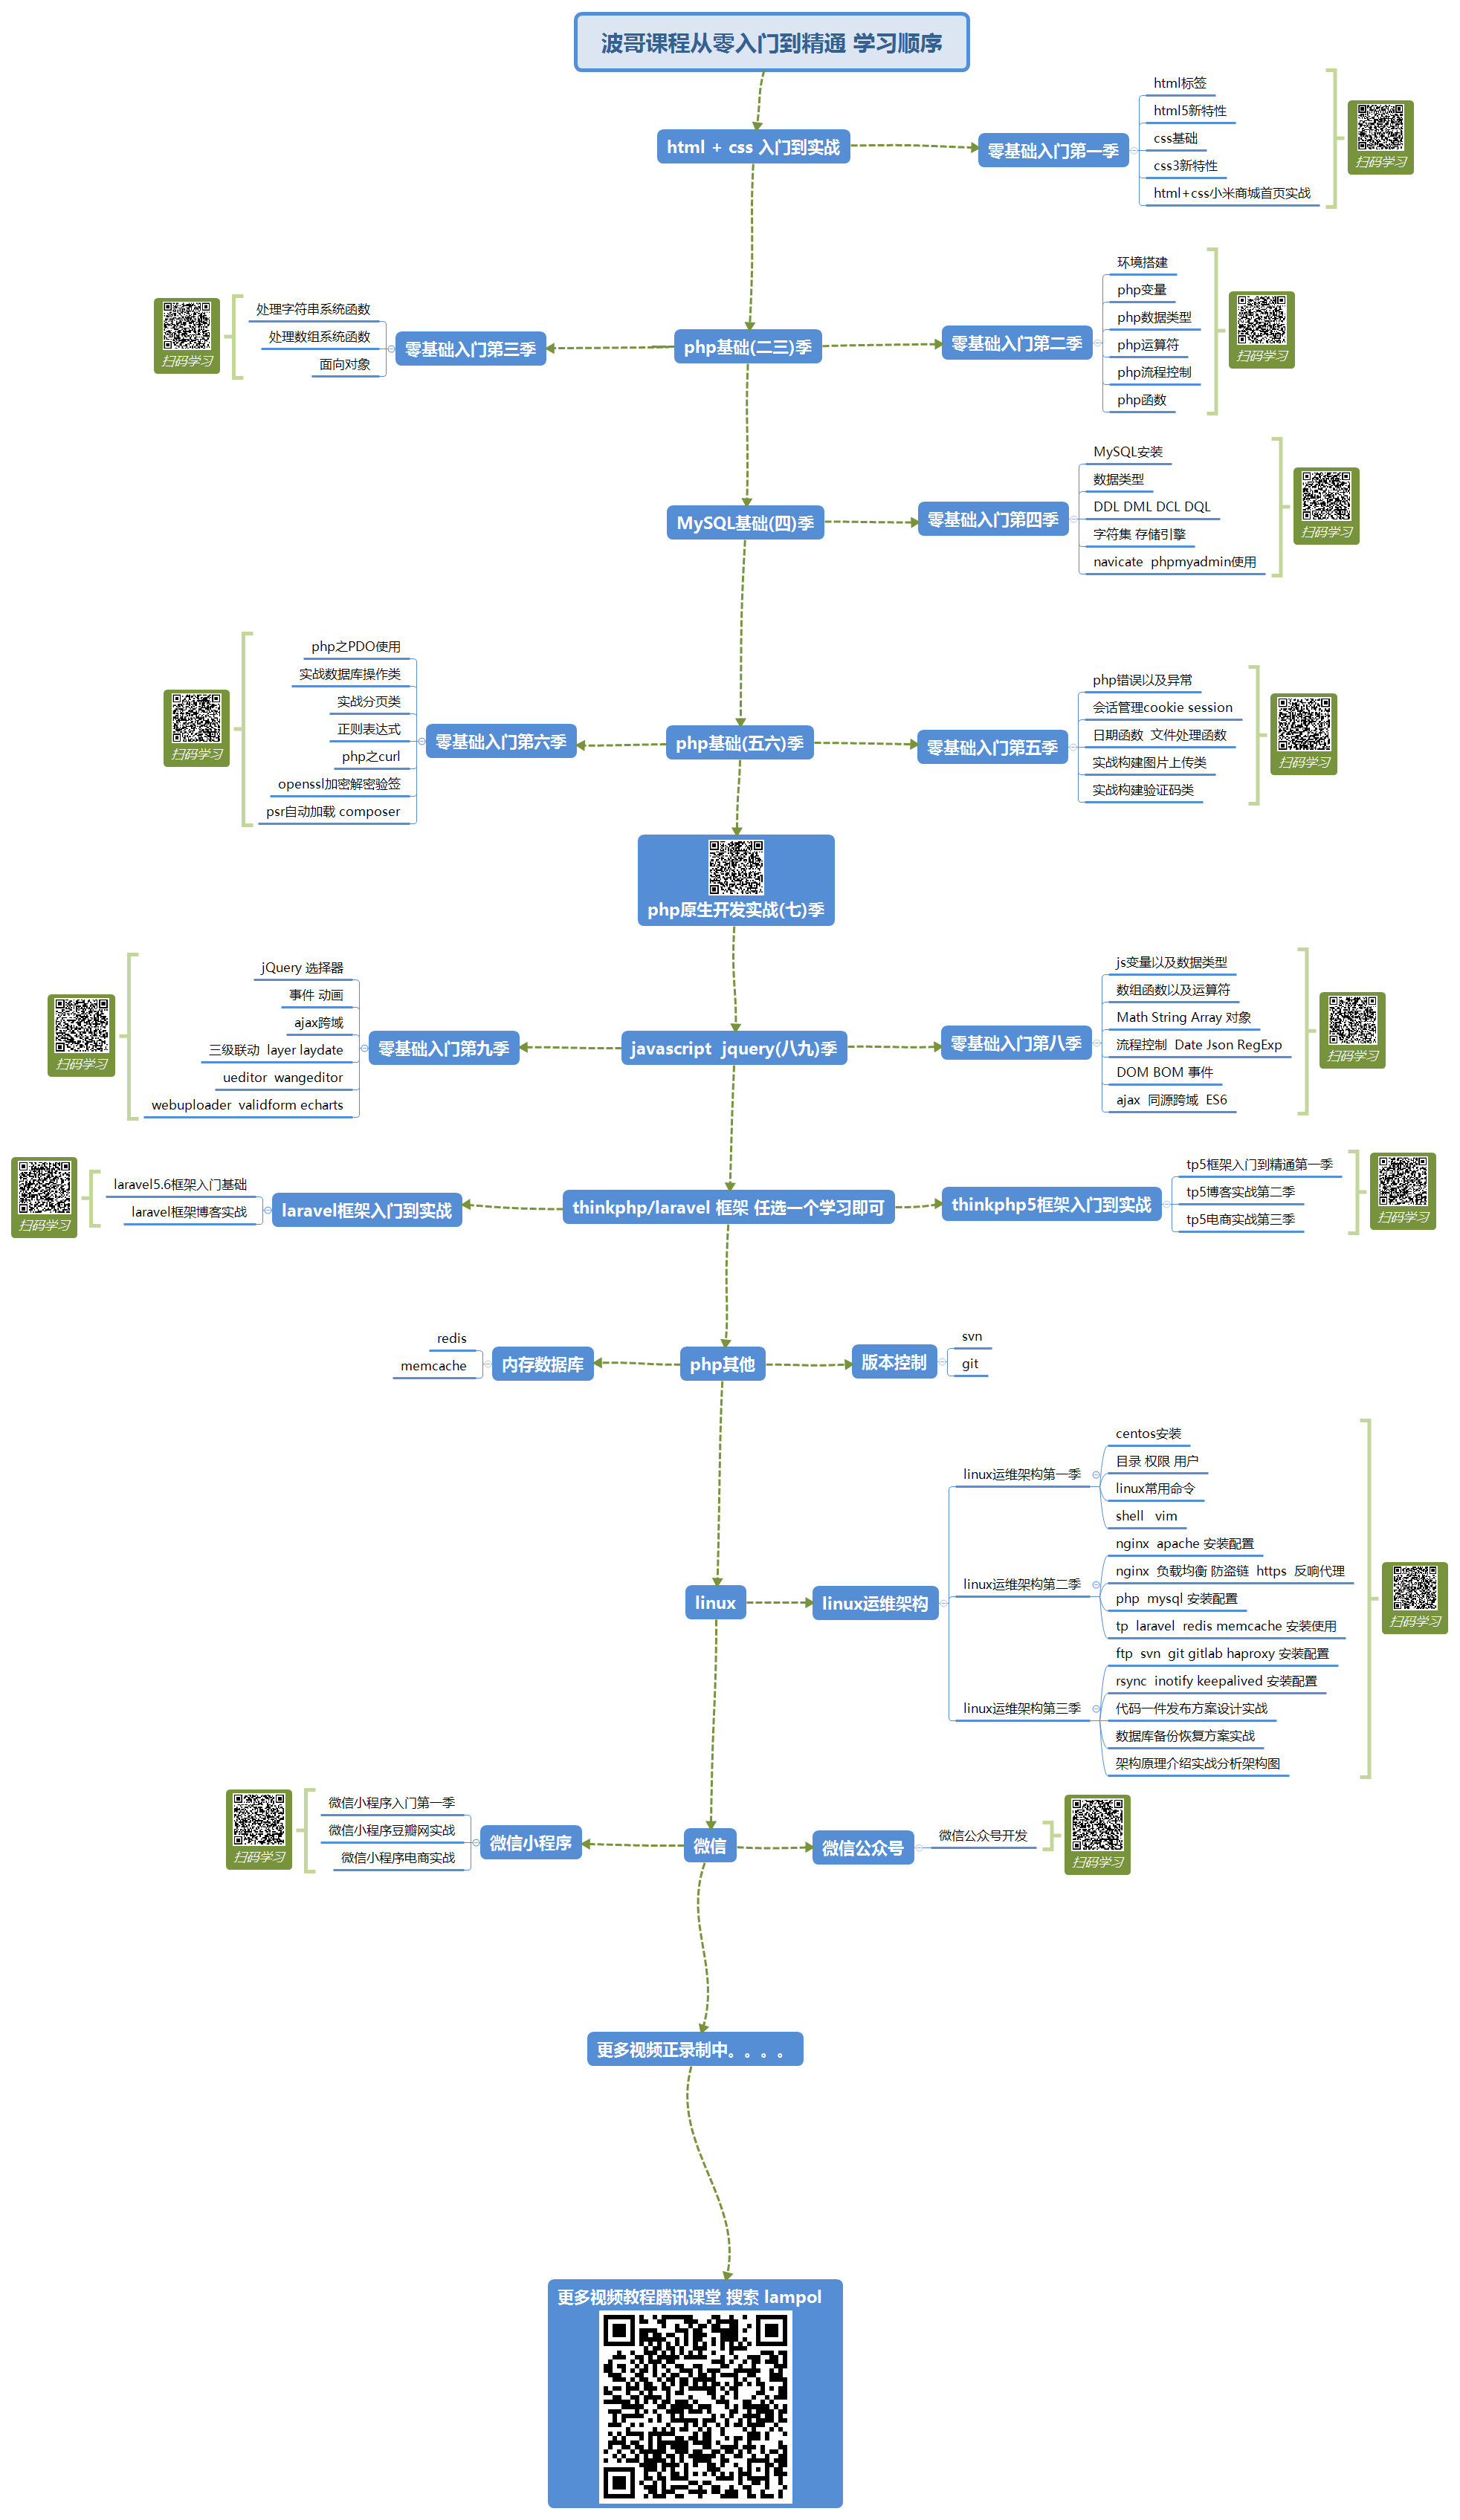 波哥课程从零入门到精通 学习顺序
html + css 入门到实战
零基础入门第一季
html标签
html5新特性
css基础
css3新特性
html+css小米商城首页实战
扫码学习
php基础(二三)季
零基础入门第三季
处理字符串系统函数
处理数组系统函数
面向对象
扫码学习
零基础入门第二季
环境搭建
php变量
php数据类型
php运算符
php流程控制
php函数
扫码学习
MySQL基础(四)季
零基础入门第四季
MySQL安装
数据类型
DDL DML DCL DQL
字符集 存储引擎
navicate phpmyadmin使用
扫码学习
php基础(五六)季
零基础入门第六季
php之PDO使用
实战数据库操作类
实战分页类
正则表达式
php之curl
openssl加密解密验签
psr自动加载 composer
扫码学习
零基础入门第五季
php错误以及异常
会话管理cookie session
日期函数 文件处理函数
实战构建图片上传类
实战构建验证码类
扫码学习
php原生开发实战(七)季
javascript jquery(八九)季
零基础入门第九季
jQuery 选择器
事件 动画
ajax跨域
三级联动 layer laydate
ueditor wangeditor
webuploader validform echarts
扫码学习
零基础入门第八季
js变量以及数据类型
数组函数以及运算符
Math String Array 对象
流程控制 Date Json RegExp
DOM BOM 事件
ajax 同源跨域 ES6
扫码学习
thinkphp/laravel 框架 任选一个学习即可
laravel框架入门到实战
laravel5.6框架入门基础
laravel框架博客实战
扫码学习
thinkphp5框架入门到实战
tp5框架入门到精通第一季
tp5博客实战第二季
tp5电商实战第三季
扫码学习
php其他
内存数据库
redis
memcache
版本控制
svn
git
linux
linux运维架构
linux运维架构第一季
centos安装
目录 权限 用户
linux常用命令
shell vim
linux运维架构第二季
nginx apache 安装配置
nginx 负载均衡 防盗链 https 反响代理
php mysql 安装配置
tp laravel redis memcache 安装使用
linux运维架构第三季
ftp svn git gitlab haproxy 安装配置
rsync inotify keepalived 安装配置
代码一件发布方案设计实战
数据库备份恢复方案实战
架构原理介绍实战分析架构图
扫码学习
微信
微信小程序
微信小程序入门第一季
微信小程序豆瓣网实战
微信小程序电商实战
扫码学习
微信公众号
微信公众号开发
扫码学习
更多视频正录制中。。。。
更多视频教程腾讯课堂 搜索 lampol